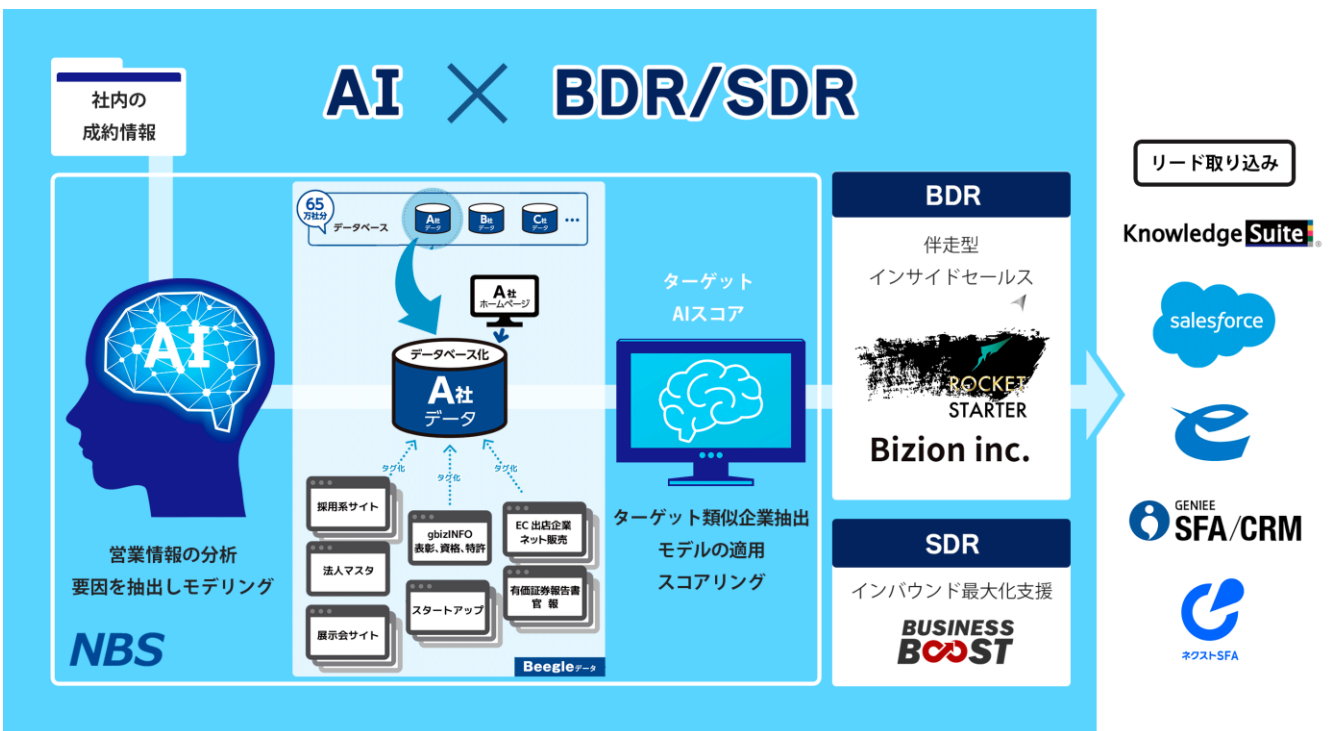 AI × BDR/SDR
社内の
成約情報
65
万社分
データベース
A社
データ
B社
データ
C社
データ
…
A社
ホームページ
データベース化
A社
データ
タグ化
タグ化
タグ化
採用系サイト
法人マスタ
展示会サイト
gbizINFO
表彰、資格、特許
スタートアップ
EC 出店企業
ネット販売
有価証券報告書
官 報
Beegleデータ
AI
営業情報の分析
要因を抽出しモデリング
NBS
ターゲット
AIスコア
ターゲット類似企業抽出
モデルの適用
スコアリング
BDR
伴走型
インサイドセールス
ROCKET
STARTER
Bizion inc.
SDR
インバウンド最大化支援
BUSINESS
BOOST
リード取り込み
Knowledge Suite®
salesforce
GENIEE
SFA/CRM
ネクストSFA